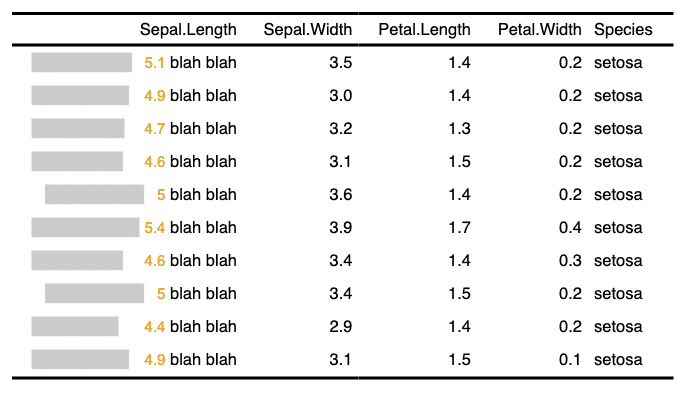 Sepal.Length Sepal.Width Petal.Length Petal.Width Species
5.1 blah blah 3.5 1.4 0.2 setosa
4.9 blah blah 3.0 1.4 0.2 setosa
4.7 blah blah 3.2 1.3 0.2 setosa
4.6 blah blah 3.1 1.5 0.2 setosa
5 blah blah 3.6 1.4 0.2 setosa
5.4 blah blah 3.9 1.7 0.4 setosa
4.6 blah blah 3.4 1.4 0.3 setosa
5 blah blah 3.4 1.5 0.2 setosa
4.4 blah blah 2.9 1.4 0.2 setosa
4.9 blah blah 3.1 1.5 0.1 setosa